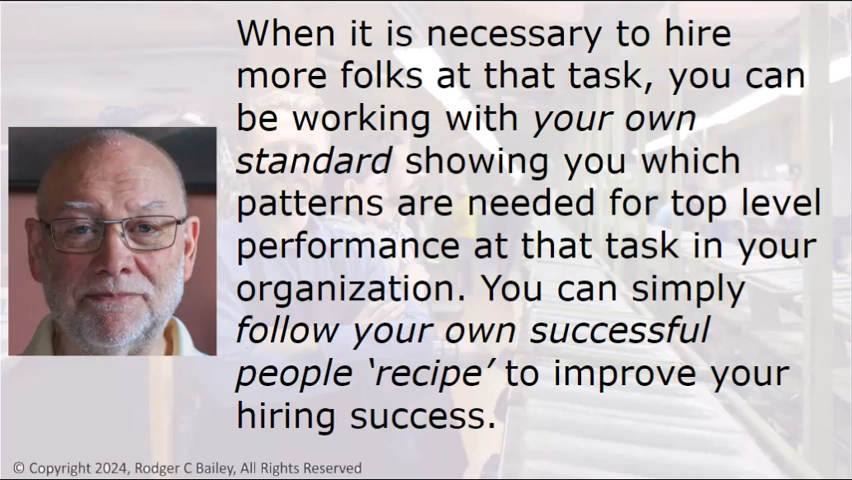 When it is necessary to hire
more folks at that task, you can
be working with your own
standard showing you which
patterns are needed for top level
performance at that task in your
organization. You can simply
follow your own successful
people ‘recipe’ to improve your
hiring success.
© Copyright 2024, Rodger C Bailey, All Rights Reserved